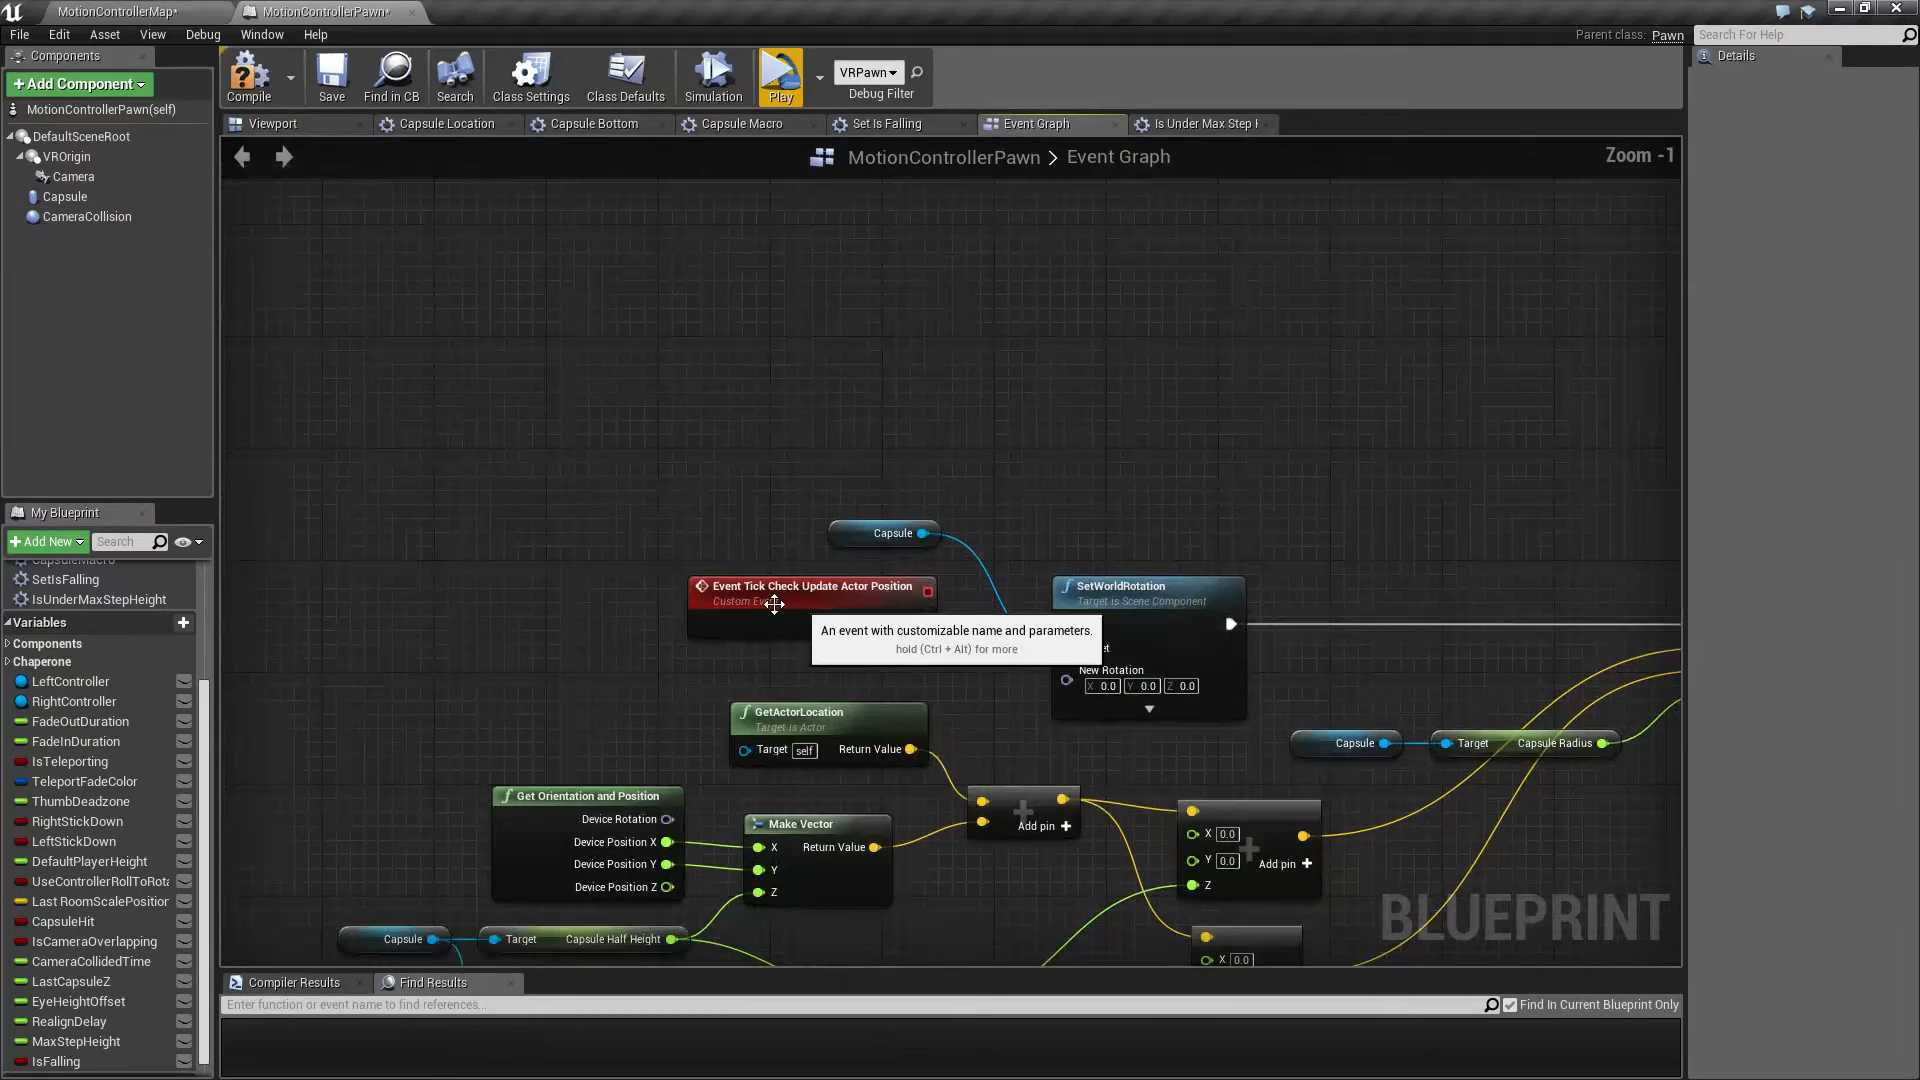 MotionControllerMap*
MotionControllerPawn*
File Edit Asset View Debug Window Help
Parent class: Pawn
Search For Help
Components
+ Add Component
MotionControllerPawn(self)
DefaultSceneRoot
VROrigin
Camera
Capsule
CameraCollision
Compile
Save
Find in CB
Search
Class Settings
Class Defaults
Simulation
Play
VRPawn
Debug Filter
Details
Viewport
Capsule Location
Capsule Bottom
Capsule Macro
Set Is Falling
Event Graph
Is Under Max Step H
MotionControllerPawn > Event Graph
Zoom -1
Capsule
Event Tick Check Update Actor Position
SetWorldRotation
Target is Scene Component
An event with customizable name and parameters.
hold (Ctrl + Alt) for more
New Rotation
X 0.0 Y 0.0 Z 0.0
GetActorLocation
Target is Actor
Target self Return Value
Capsule
Target Capsule Radius
Get Orientation and Position
Device Rotation
Device Position X
Device Position Y
Device Position Z
Make Vector
X Return Value
Y
Z
Add pin +
X 0.0
Y 0.0
Add pin +
Z
Capsule
Target Capsule Half Height
X 0.0
BLUEPRINT
My Blueprint
+ Add New
Search
SetIsFalling
IsUnderMaxStepHeight
Variables
Components
Chaperone
LeftController
RightController
FadeOutDuration
FadeInDuration
IsTeleporting
TeleportFadeColor
ThumbDeadzone
RightStickDown
LeftStickDown
DefaultPlayerHeight
UseControllerRollToRota
Last RoomScalePosition
CapsuleHit
IsCameraOverlapping
CameraCollidedTime
LastCapsuleZ
EyeHeightOffset
RealignDelay
MaxStepHeight
IsFalling
Compiler Results
Find Results
Enter function or event name to find references...
Find In Current Blueprint Only